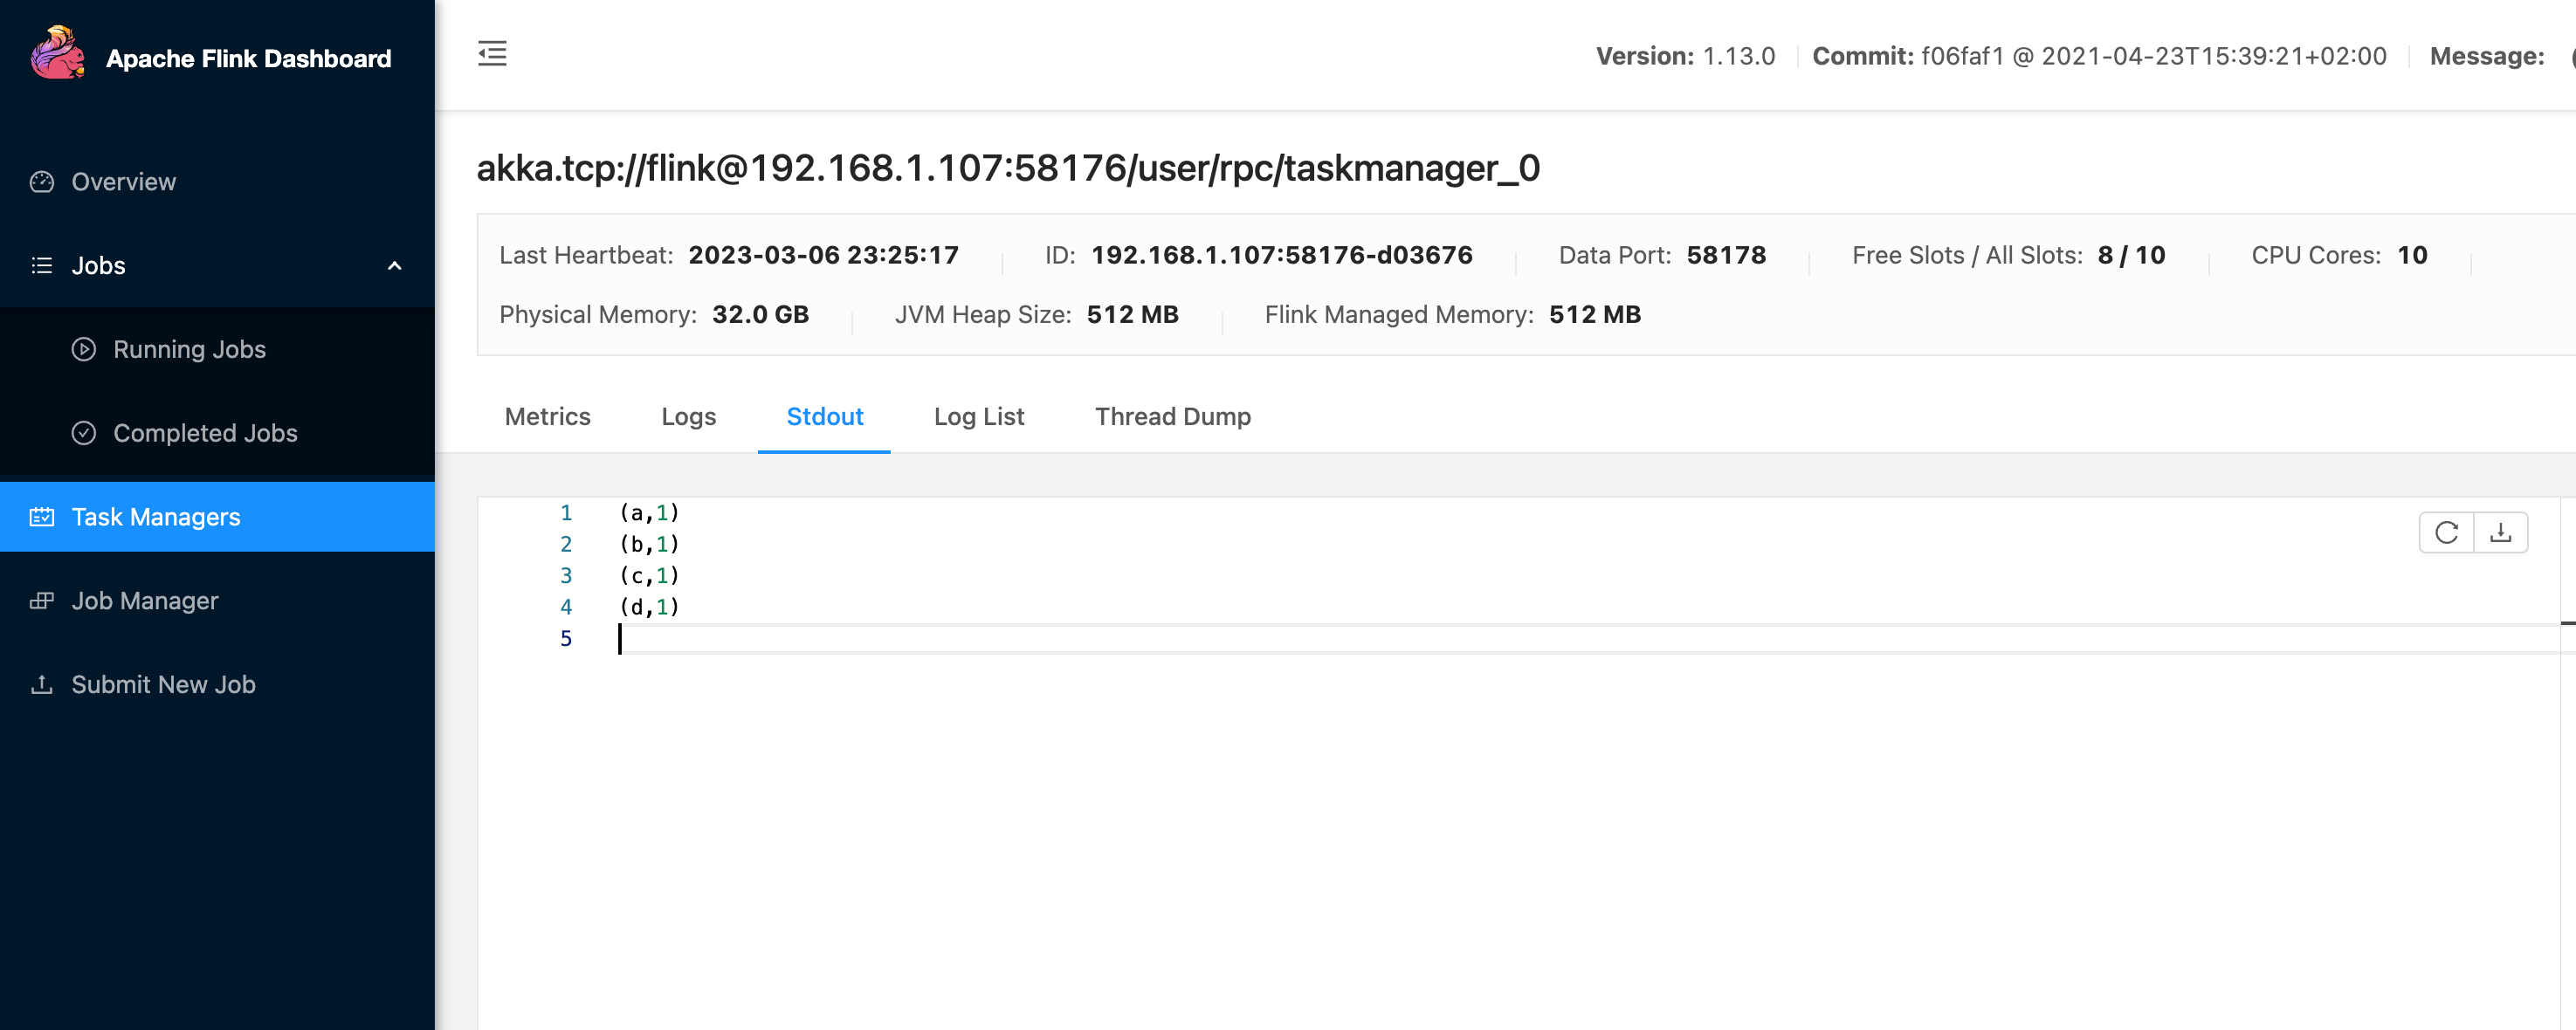 Apache Flink Dashboard
Version: 1.13.0 Commit: f06faf1 @ 2021-04-23T15:39:21+02:00 Message:
Overview
Jobs
Running Jobs
Completed Jobs
Task Managers
Job Manager
Submit New Job
akka.tcp://flink@192.168.1.107:58176/user/rpc/taskmanager_0
Last Heartbeat: 2023-03-06 23:25:17 ID: 192.168.1.107:58176-d03676 Data Port: 58178 Free Slots / All Slots: 8 / 10 CPU Cores: 10
Physical Memory: 32.0 GB JVM Heap Size: 512 MB Flink Managed Memory: 512 MB
Metrics Logs Stdout Log List Thread Dump
1 (a,1)
2 (b,1)
3 (c,1)
4 (d,1)
5